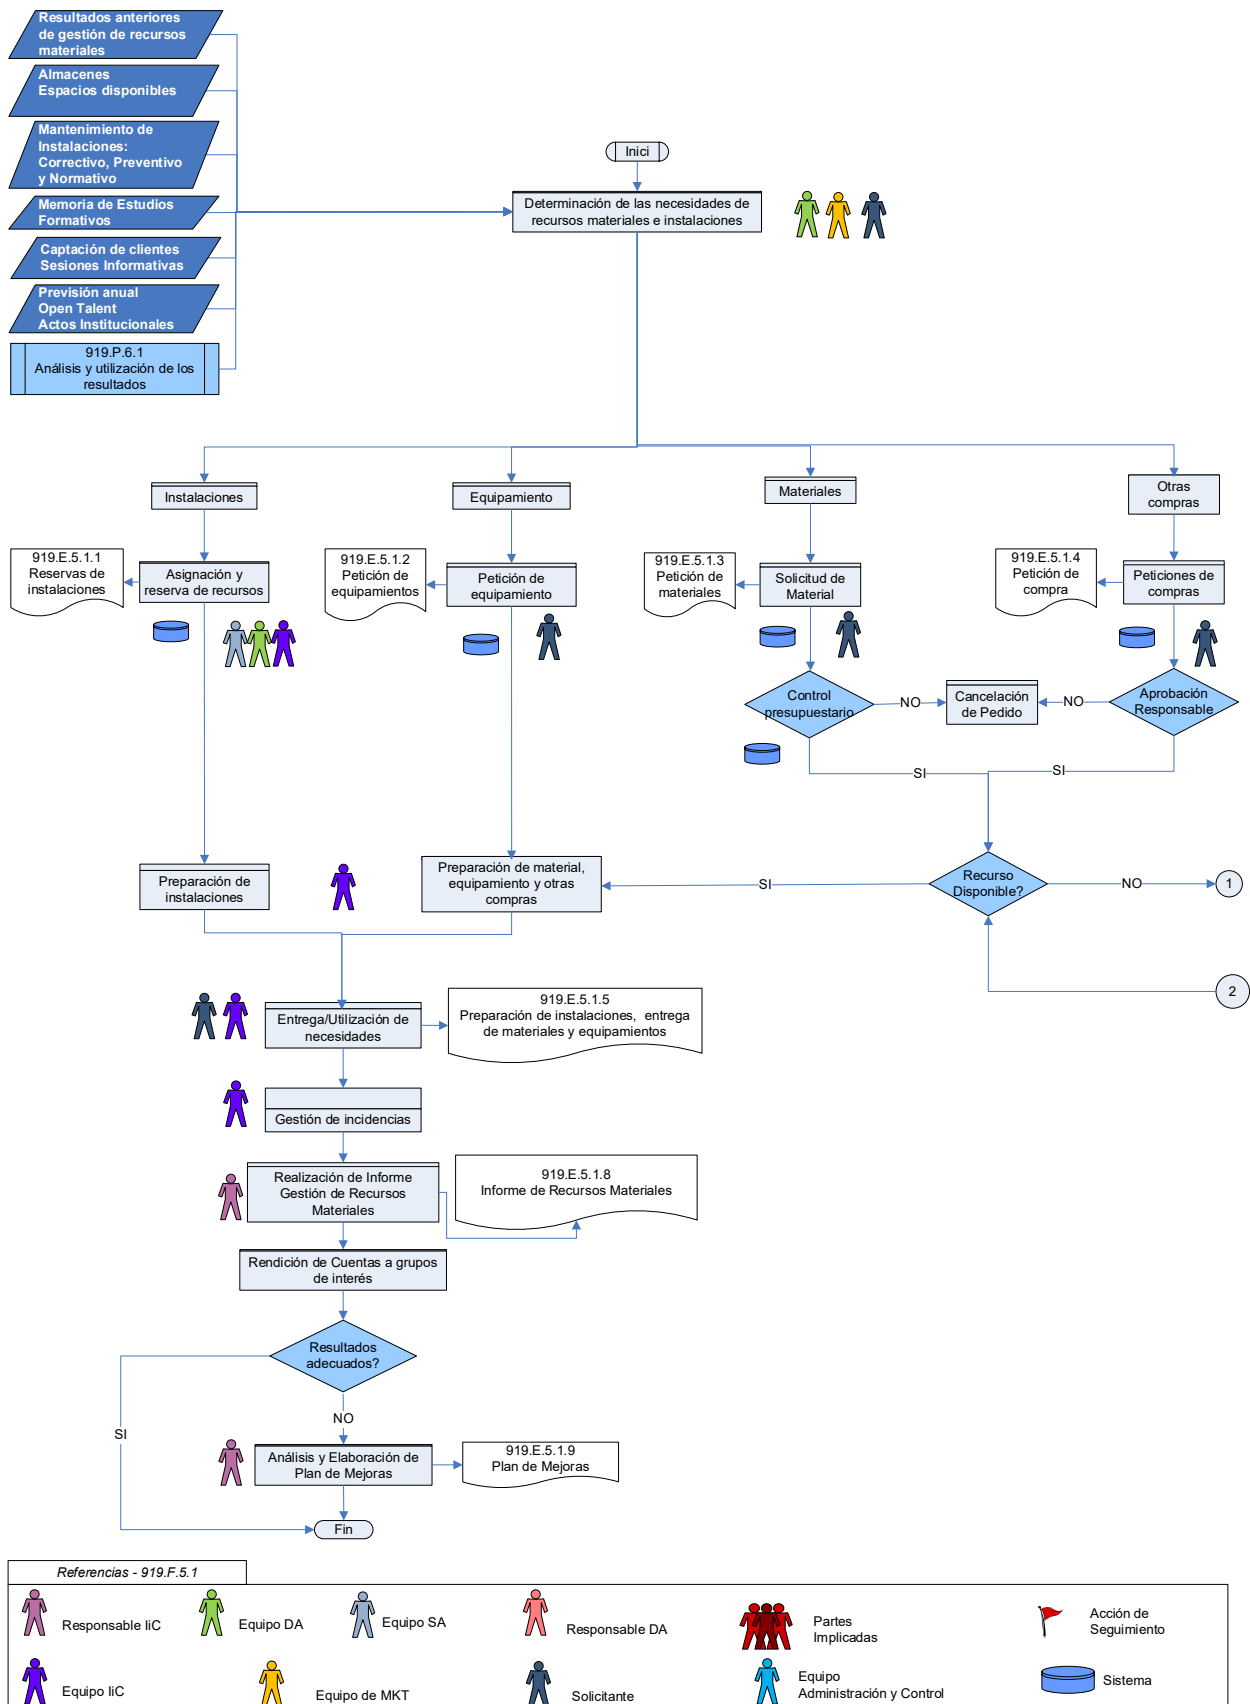 Resultados anteriores
de gestión de recursos
materiales
Almacenes
Espacios disponibles
Mantenimiento de
Instalaciones:
Correctivo, Preventivo
y Normativo
Memoria de Estudios
Formativos
Captación de clientes
Sesiones Informativas
Previsión anual
Open Talent
Actos Institucionales
919.P.6.1
Análisis y utilización de los
resultados
Inici
Determinación de las necesidades de
recursos materiales e instalaciones
Instalaciones
Equipamiento
Materiales
Otras
compras
919.E.5.1.1
Reservas de
instalaciones
Asignación y
reserva de recursos
919.E.5.1.2
Petición de
equipamientos
Petición de
equipamiento
919.E.5.1.3
Petición de
materiales
Solicitud de
Material
919.E.5.1.4
Petición de
compra
Peticiones de
compras
Control
presupuestario
NO
Cancelación
de Pedido
NO
Aprobación
Responsable
SI
SI
Preparación de
instalaciones
Preparación de material,
equipamiento y otras
compras
SI
Recurso
Disponible?
NO
1
2
Entrega/Utilización de
necesidades
919.E.5.1.5
Preparación de instalaciones, entrega
de materiales y equipamientos
Gestión de incidencias
Realización de Informe
Gestión de Recursos
Materiales
919.E.5.1.8
Informe de Recursos Materiales
Rendición de Cuentas a grupos
de interés
Resultados
adecuados?
NO
SI
Análisis y Elaboración de
Plan de Mejoras
919.E.5.1.9
Plan de Mejoras
Fin
Referencias - 919.F.5.1
Responsable IiC
Equipo DA
Equipo SA
Responsable DA
Partes
Implicadas
Acción de
Seguimiento
Equipo IiC
Equipo de MKT
Solicitante
Equipo
Administración y Control
Sistema